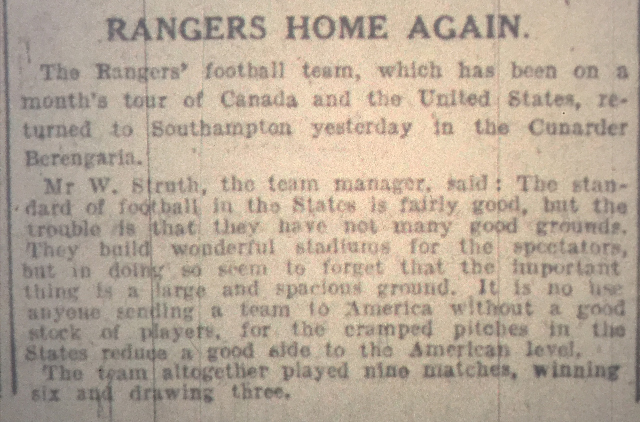 RANGERS HOME AGAIN.
The Rangers' football team, which has been on a
month's tour of Canada and the United States, re-
turned to Southampton yesterday in the Cunarder
Berengaria.
Mr W. Struth, the team manager, said: The stan-
dard of football in the States is fairly good, but the
trouble is that they have not many good grounds.
They build wonderful stadiums for the spectators,
but in doing so seem to forget that the important
thing is a large and spacious ground. It is no use
anyone sending a team to America without a good
stock of players, for the cramped pitches in the
States reduce a good side to the American level.
The team altogether played nine matches, winning
six and drawing three.